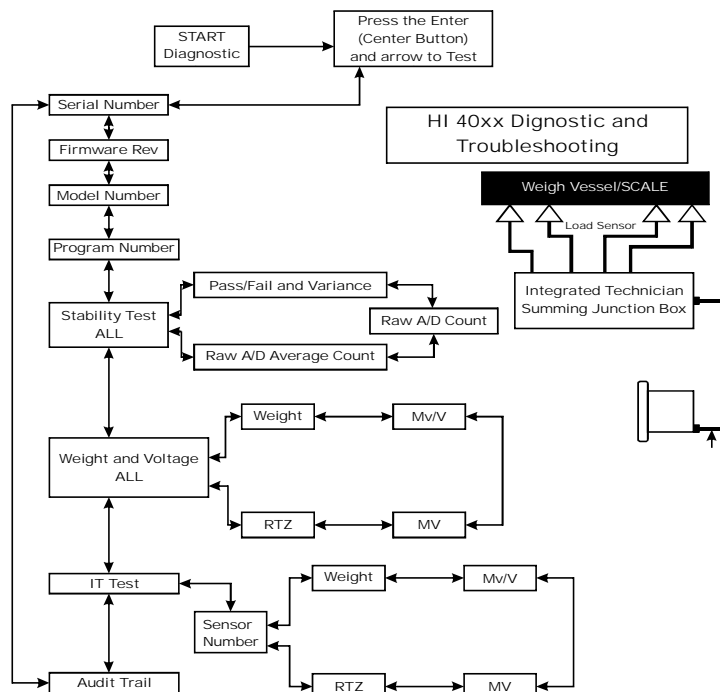 START
Diagnostic
Press the Enter
(Center Button)
and arrow to Test
Serial Number
Firmware Rev
Model Number
Program Number
HI 40xx Dignostic and
Troubleshooting
Weigh Vessel/SCALE
Load Sensor
Integrated Technician
Summing Junction Box
Stability Test
ALL
Pass/Fail and Variance
Raw A/D Count
Raw A/D Average Count
Weight and Voltage
ALL
Weight
Mv/V
RTZ
MV
IT Test
Sensor
Number
Weight
Mv/V
RTZ
MV
Audit Trail